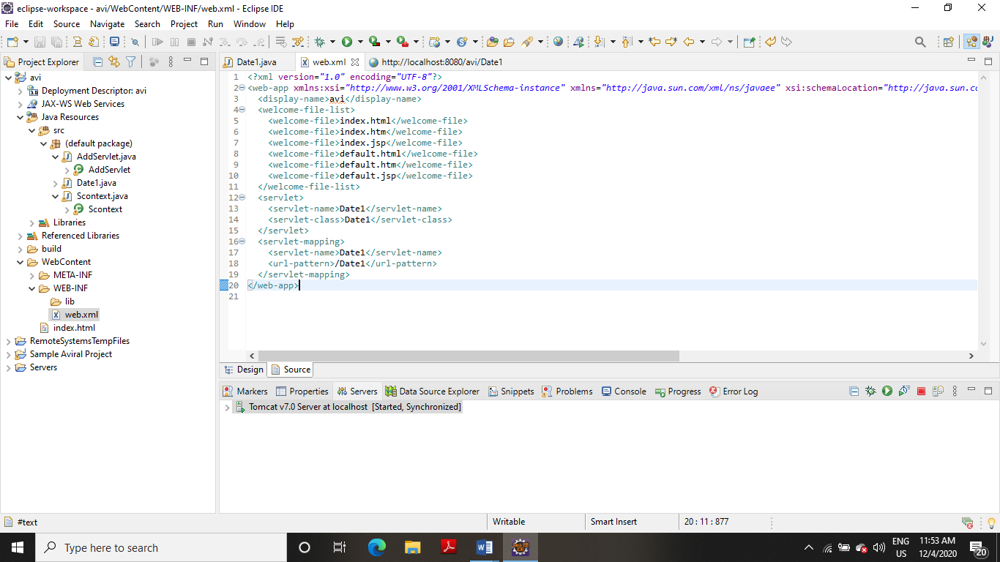 eclipse-workspace - avi/WebContent/WEB-INF/web.xml - Eclipse IDE
File Edit Source Navigate Search Project Run Window Help
Project Explorer
avi
Deployment Descriptor: avi
JAX-WS Web Services
Java Resources
src
(default package)
AddServlet.java
AddServlet
Date1.java
Scontext.java
Scontext
Libraries
Referenced Libraries
build
WebContent
META-INF
WEB-INF
lib
web.xml
index.html
RemoteSystemsTempFiles
Sample Aviral Project
Servers
Date1.java web.xml http://localhost:8080/avi/Date1
1 <?xml version="1.0" encoding="UTF-8"?>
2 <web-app xmlns:xsi="http://www.w3.org/2001/XMLSchema-instance" xmlns="http://java.sun.com/xml/ns/javaee" xsi:schemaLocation="http://java.sun.co
3 <display-name>avi</display-name>
4 <welcome-file-list>
5 <welcome-file>index.html</welcome-file>
6 <welcome-file>index.htm</welcome-file>
7 <welcome-file>index.jsp</welcome-file>
8 <welcome-file>default.html</welcome-file>
9 <welcome-file>default.htm</welcome-file>
10 <welcome-file>default.jsp</welcome-file>
11 </welcome-file-list>
12 <servlet>
13 <servlet-name>Date1</servlet-name>
14 <servlet-class>Date1</servlet-class>
15 </servlet>
16 <servlet-mapping>
17 <servlet-name>Date1</servlet-name>
18 <url-pattern>/Date1</url-pattern>
19 </servlet-mapping>
20 </web-app>
21
Design Source
Markers Properties Servers Data Source Explorer Snippets Problems Console Progress Error Log
Tomcat v7.0 Server at localhost [Started, Synchronized]
#text Writable Smart Insert 20 : 11 : 877
Type here to search
ENG
US
11:53 AM
12/4/2020
20